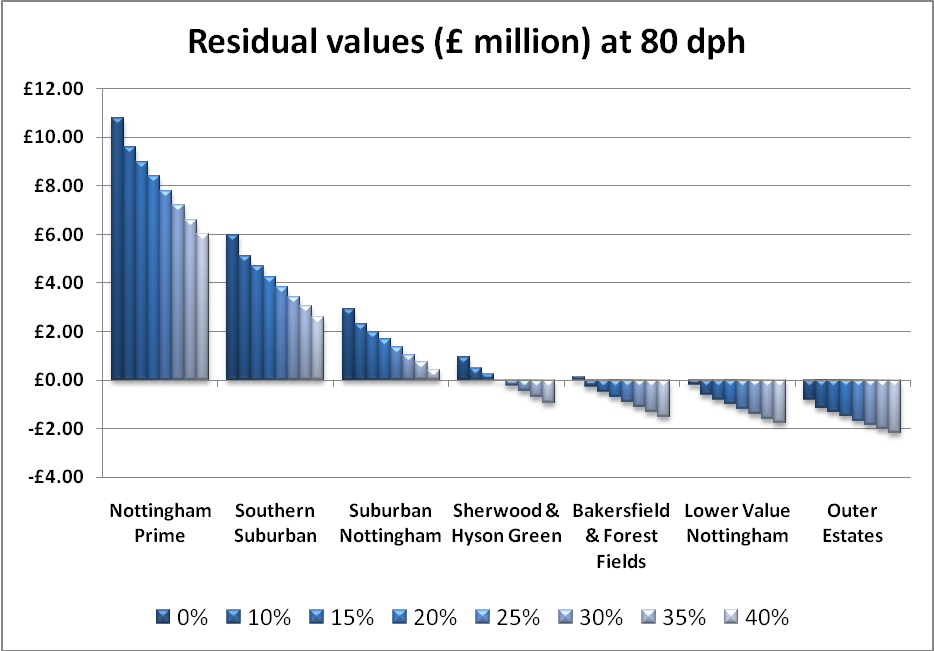 Residual values (£ million) at 80 dph
£12.00
£10.00
£8.00
£6.00
£4.00
£2.00
£0.00
-£2.00
-£4.00
Nottingham Prime
Southern Suburban
Suburban Nottingham
Sherwood & Hyson Green
Bakersfield & Forest Fields
Lower Value Nottingham
Outer Estates
0% 10% 15% 20% 25% 30% 35% 40%